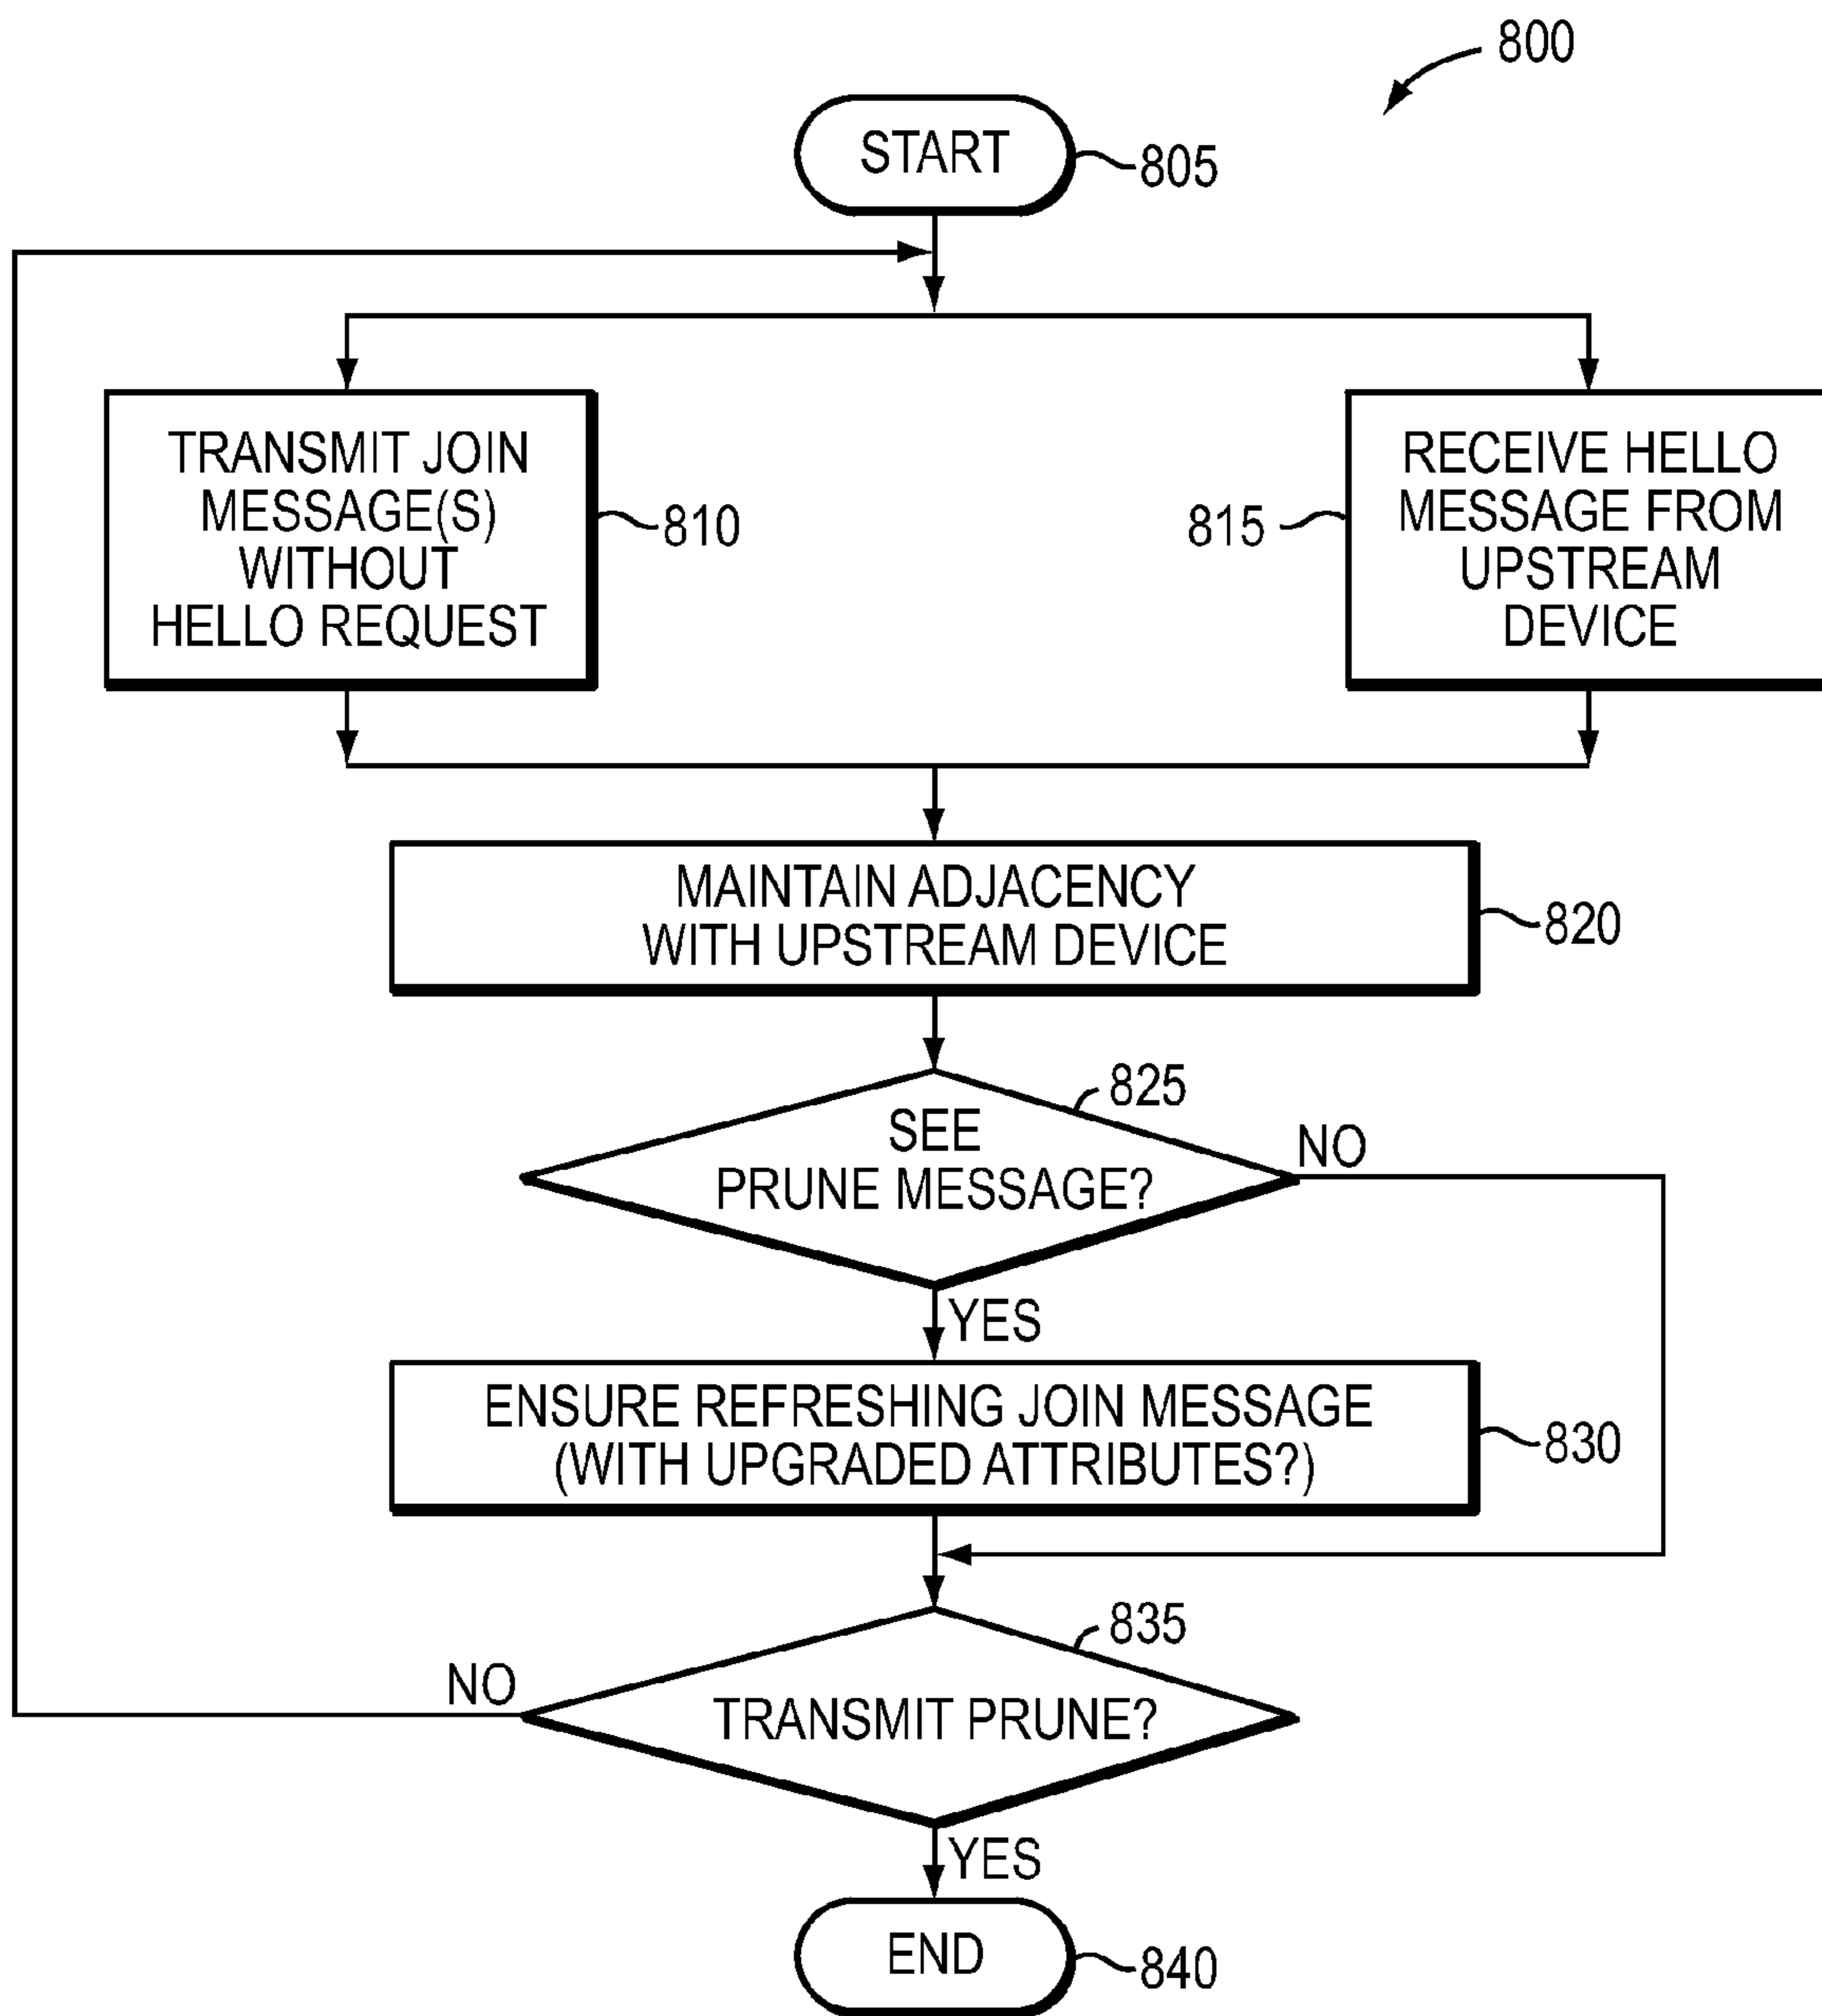 800
START
805
TRANSMIT JOIN
MESSAGE(S)
WITHOUT
HELLO REQUEST
810
815
RECEIVE HELLO
MESSAGE FROM
UPSTREAM
DEVICE
MAINTAIN ADJACENCY
WITH UPSTREAM DEVICE
820
825
SEE
PRUNE MESSAGE?
NO
YES
ENSURE REFRESHING JOIN MESSAGE
(WITH UPGRADED ATTRIBUTES?)
830
835
NO
TRANSMIT PRUNE?
YES
END
840